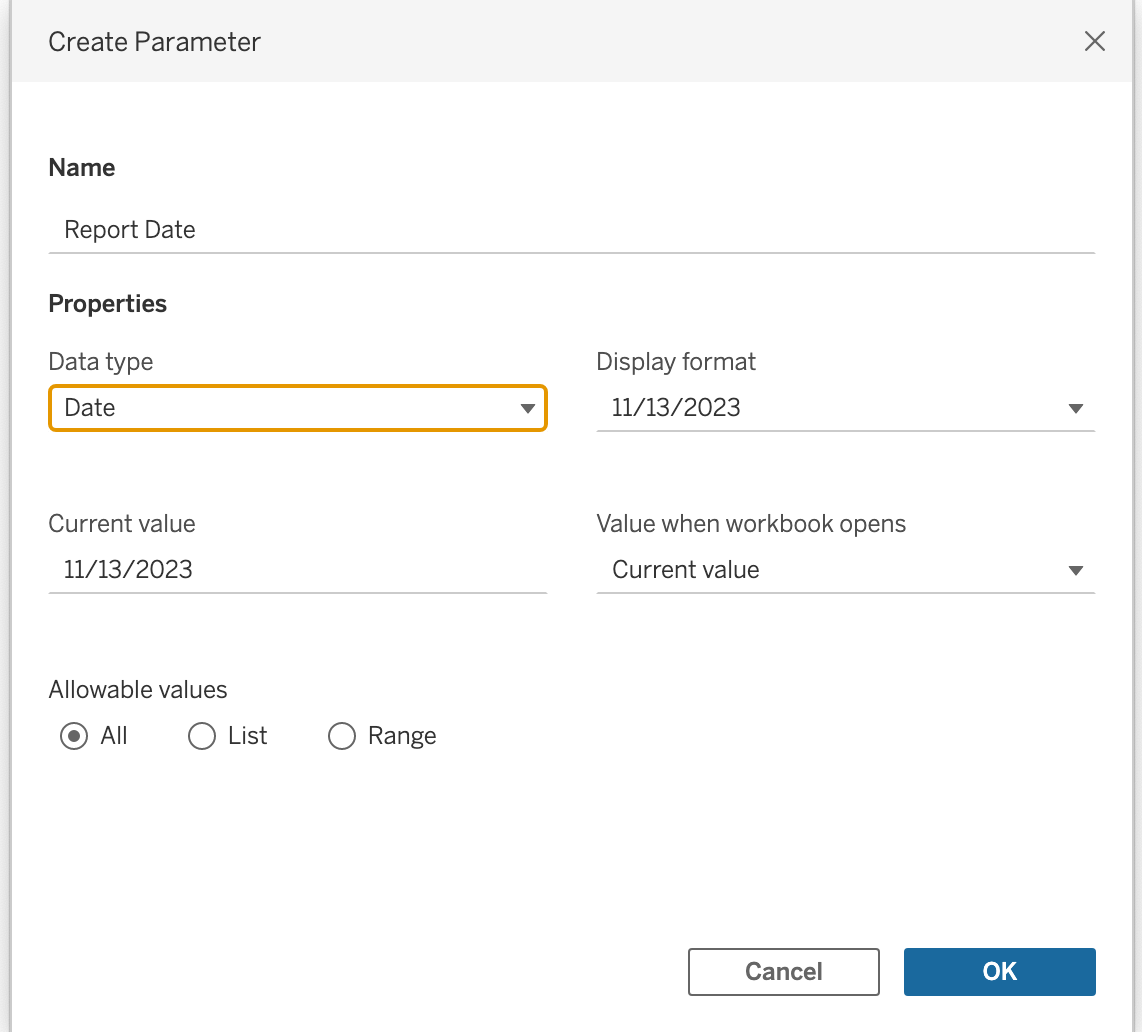 Create Parameter
Name
Report Date
Properties
Data type
Display format
Date
11/13/2023
Current value
Value when workbook opens
11/13/2023
Current value
Allowable values
All
List
Range
Cancel
OK